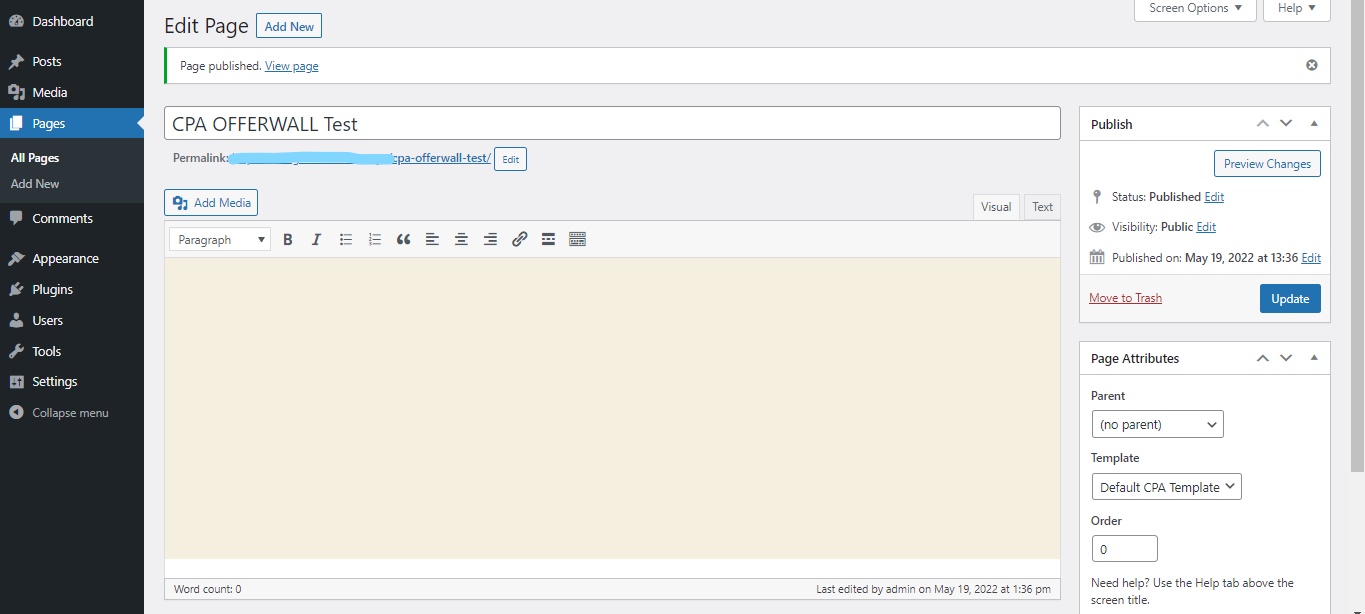 Dashboard
Posts
Media
Pages
All Pages
Add New
Comments
Appearance
Plugins
Users
Tools
Settings
Collapse menu
Screen Options
Help
Edit Page
Add New
Page published. View page
CPA OFFERWALL Test
Permalink: cpa-offerwall-test/ Edit
Add Media
Visual
Text
Paragraph
Word count: 0
Last edited by admin on May 19, 2022 at 1:36 pm
Publish
Preview Changes
Status: Published Edit
Visibility: Public Edit
Published on: May 19, 2022 at 13:36 Edit
Move to Trash
Update
Page Attributes
Parent
(no parent)
Template
Default CPA Template
Order
0
Need help? Use the Help tab above the
screen title.